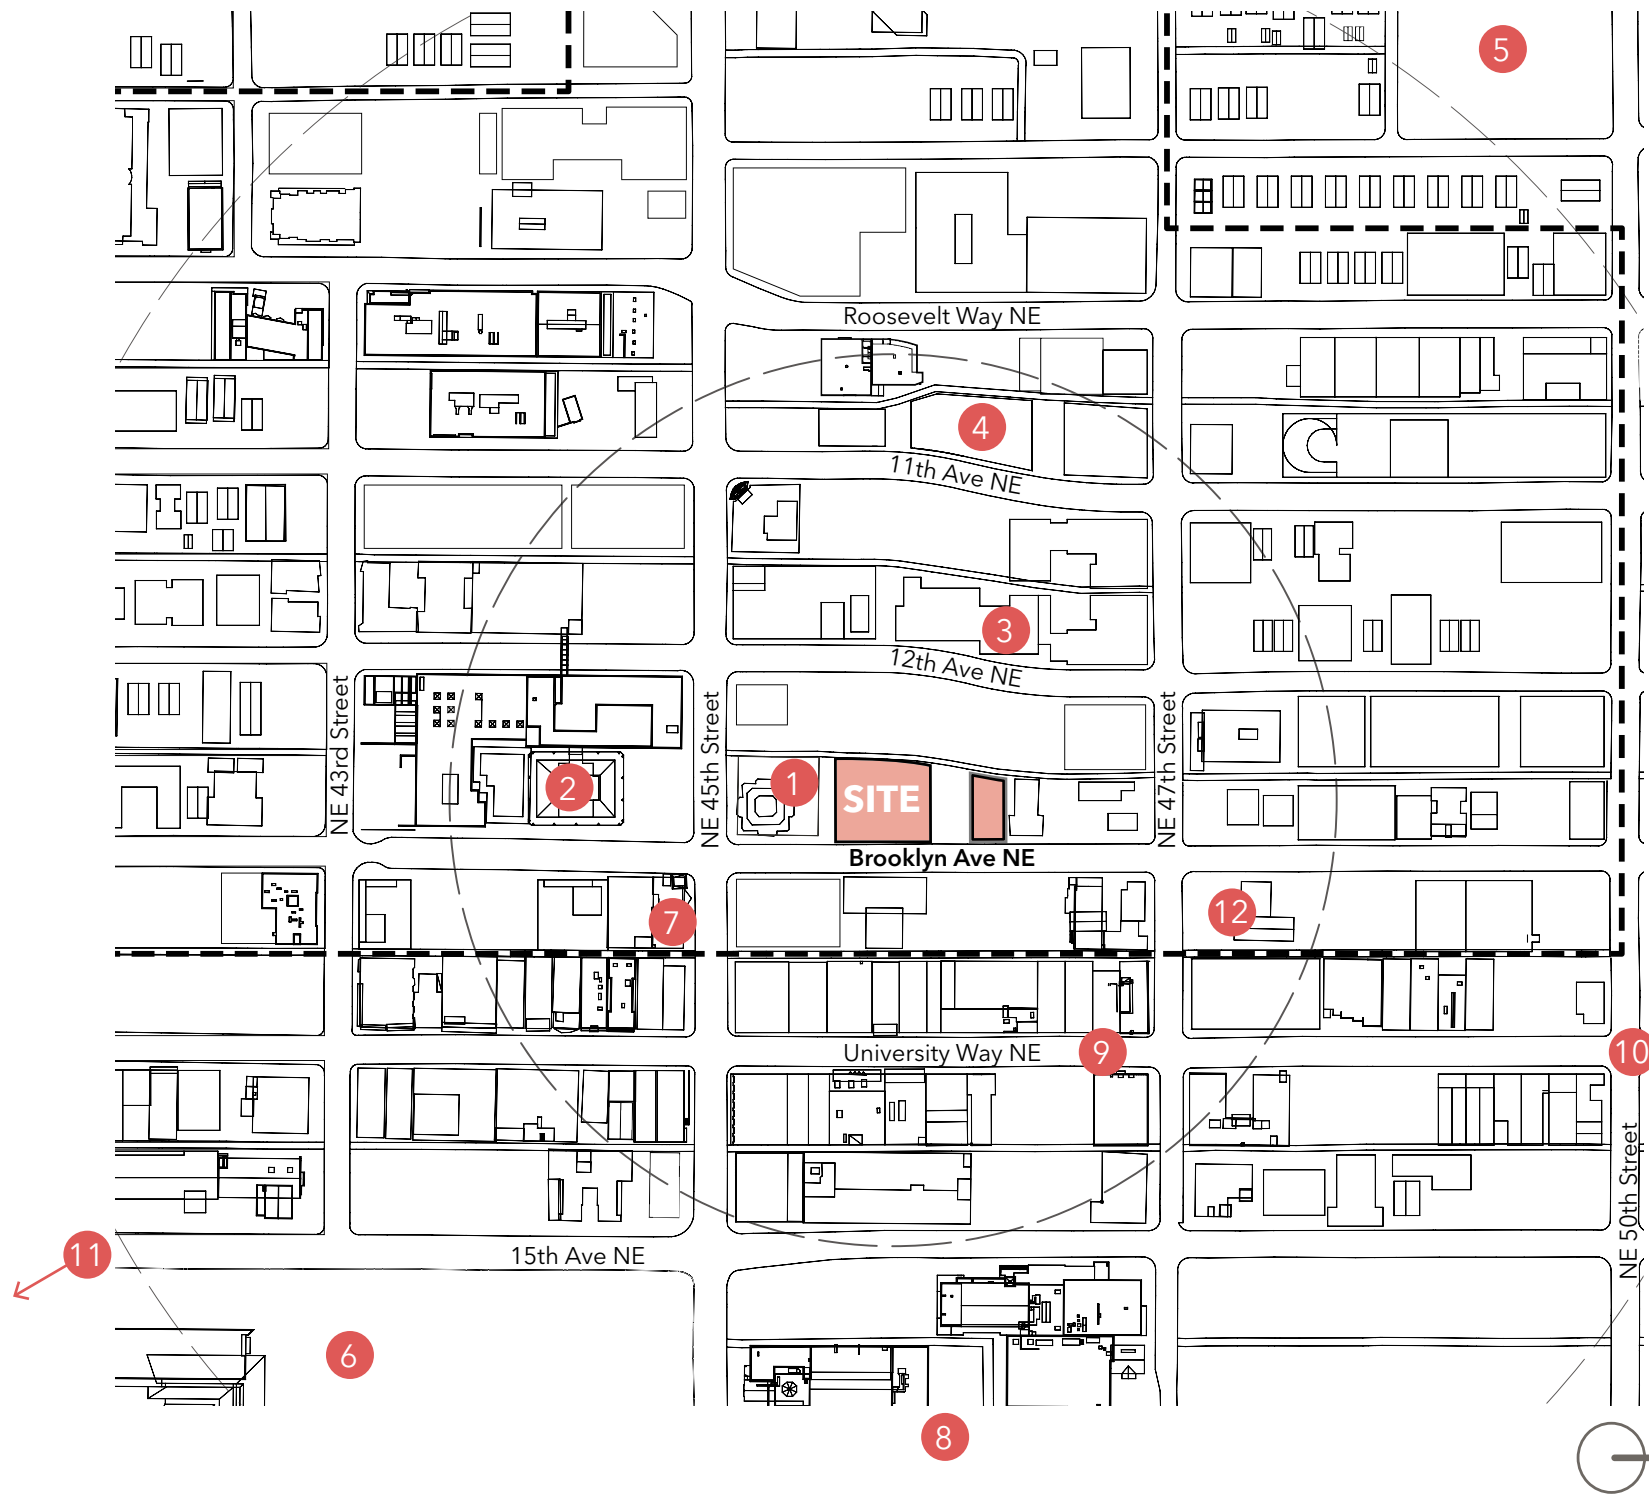 5
Roosevelt Way NE
4
11th Ave NE
3
12th Ave NE
NE 43rd Street
NE 45th Street
NE 47th Street
2
1
SITE
Brooklyn Ave NE
7
12
University Way NE
9
10
NE 50th Street
11
15th Ave NE
6
8